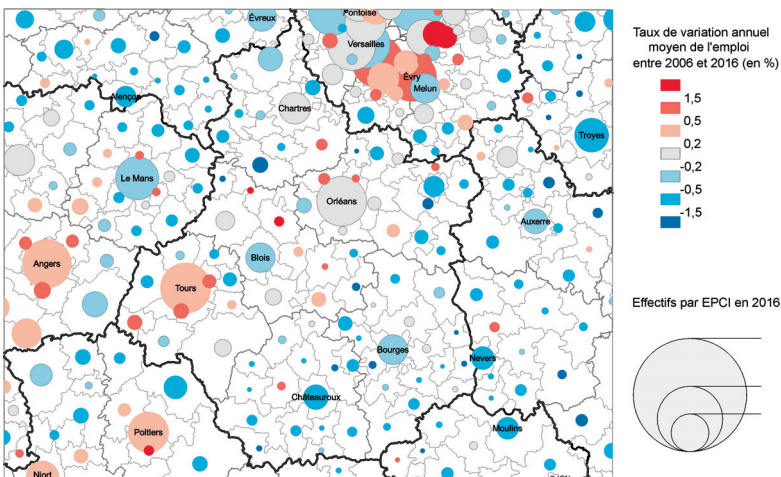 Pontoise
Évreux
Versailles
Évry
Melun
Alençon
Chartres
Troyes
Le Mans
Orléans
Auxerre
Angers
Blois
Tours
Bourges
Nevers
Châteauroux
Poitiers
Moulins
Niort
Taux de variation annuel
moyen de l'emploi
entre 2006 et 2016 (en %)
1,5
0,5
0,2
-0,2
-0,5
-1,5
Effectifs par EPCI en 2016